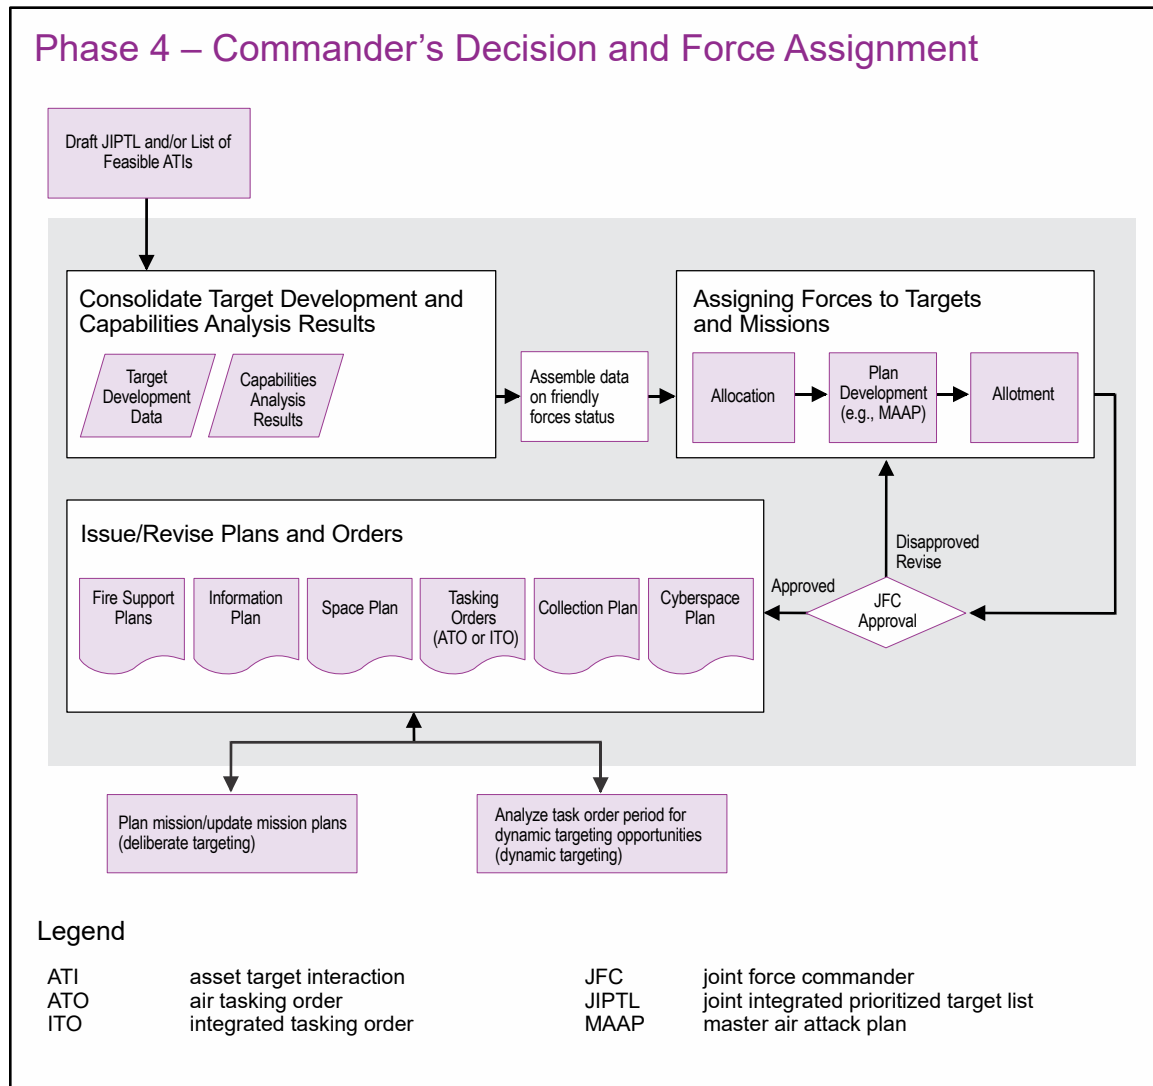 Phase 4 – Commander's Decision and Force Assignment
Draft JIPTL and/or List of
Feasible ATIs
Consolidate Target Development and
Capabilities Analysis Results
Target
Development
Data
Capabilities
Analysis
Results
Assemble data
on friendly
forces status
Assigning Forces to Targets
and Missions
Allocation
Plan
Development
(e.g., MAAP)
Allotment
Disapproved
Revise
JFC
Approval
Approved
Issue/Revise Plans and Orders
Fire Support
Plans
Information
Plan
Space Plan
Tasking
Orders
(ATO or ITO)
Collection Plan
Cyberspace
Plan
Plan mission/update mission plans
(deliberate targeting)
Analyze task order period for
dynamic targeting opportunities
(dynamic targeting)
Legend
ATI asset target interaction
ATO air tasking order
ITO integrated tasking order
JFC joint force commander
JIPTL joint integrated prioritized target list
MAAP master air attack plan